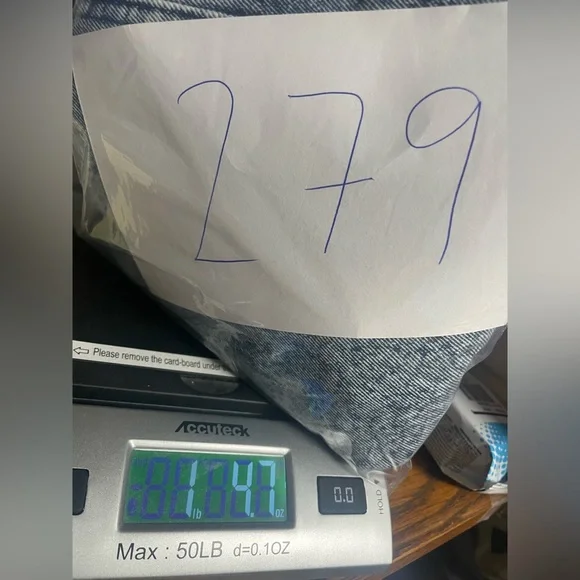 279
⇦ Please remove the card-board under
Accuteck
1 lb 4.7 oz
0.0
HOLD
Max : 50LB d=0.1OZ